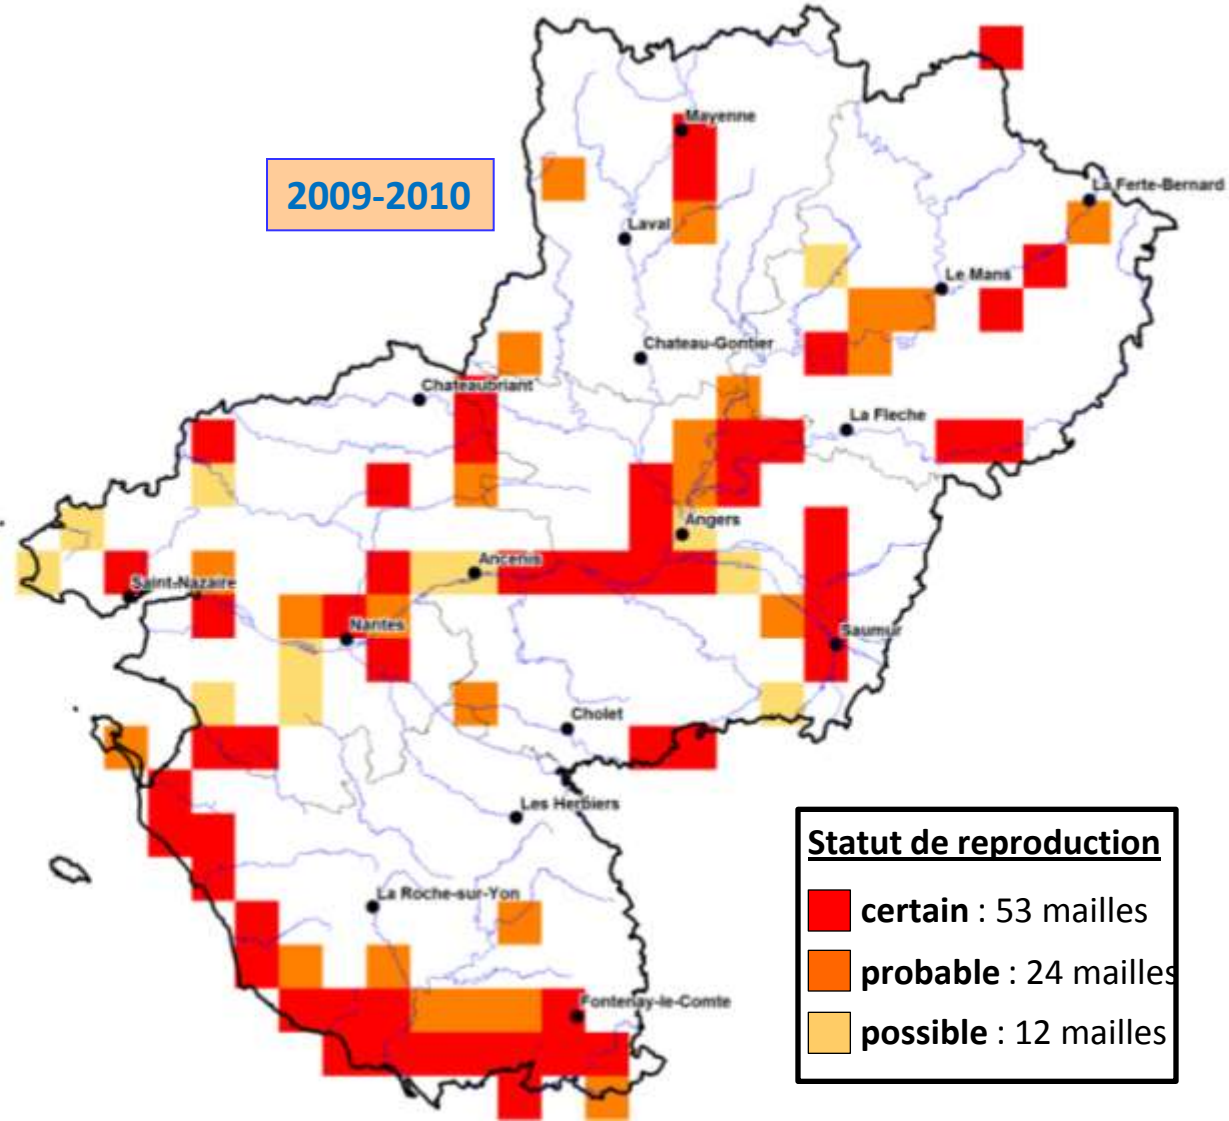 Mayenne
2009-2010
La Ferte-Bernard
Laval
Le Mans
Chateau-Gontier
Chateaubriant
La Fleche
Angers
Ancenis
Saint-Nazaire
Nantes
Saumur
Cholet
Les Herbiers
La Roche-sur-Yon
Fontenay-le-Comte
Statut de reproduction
certain : 53 mailles
probable : 24 mailles
possible : 12 mailles